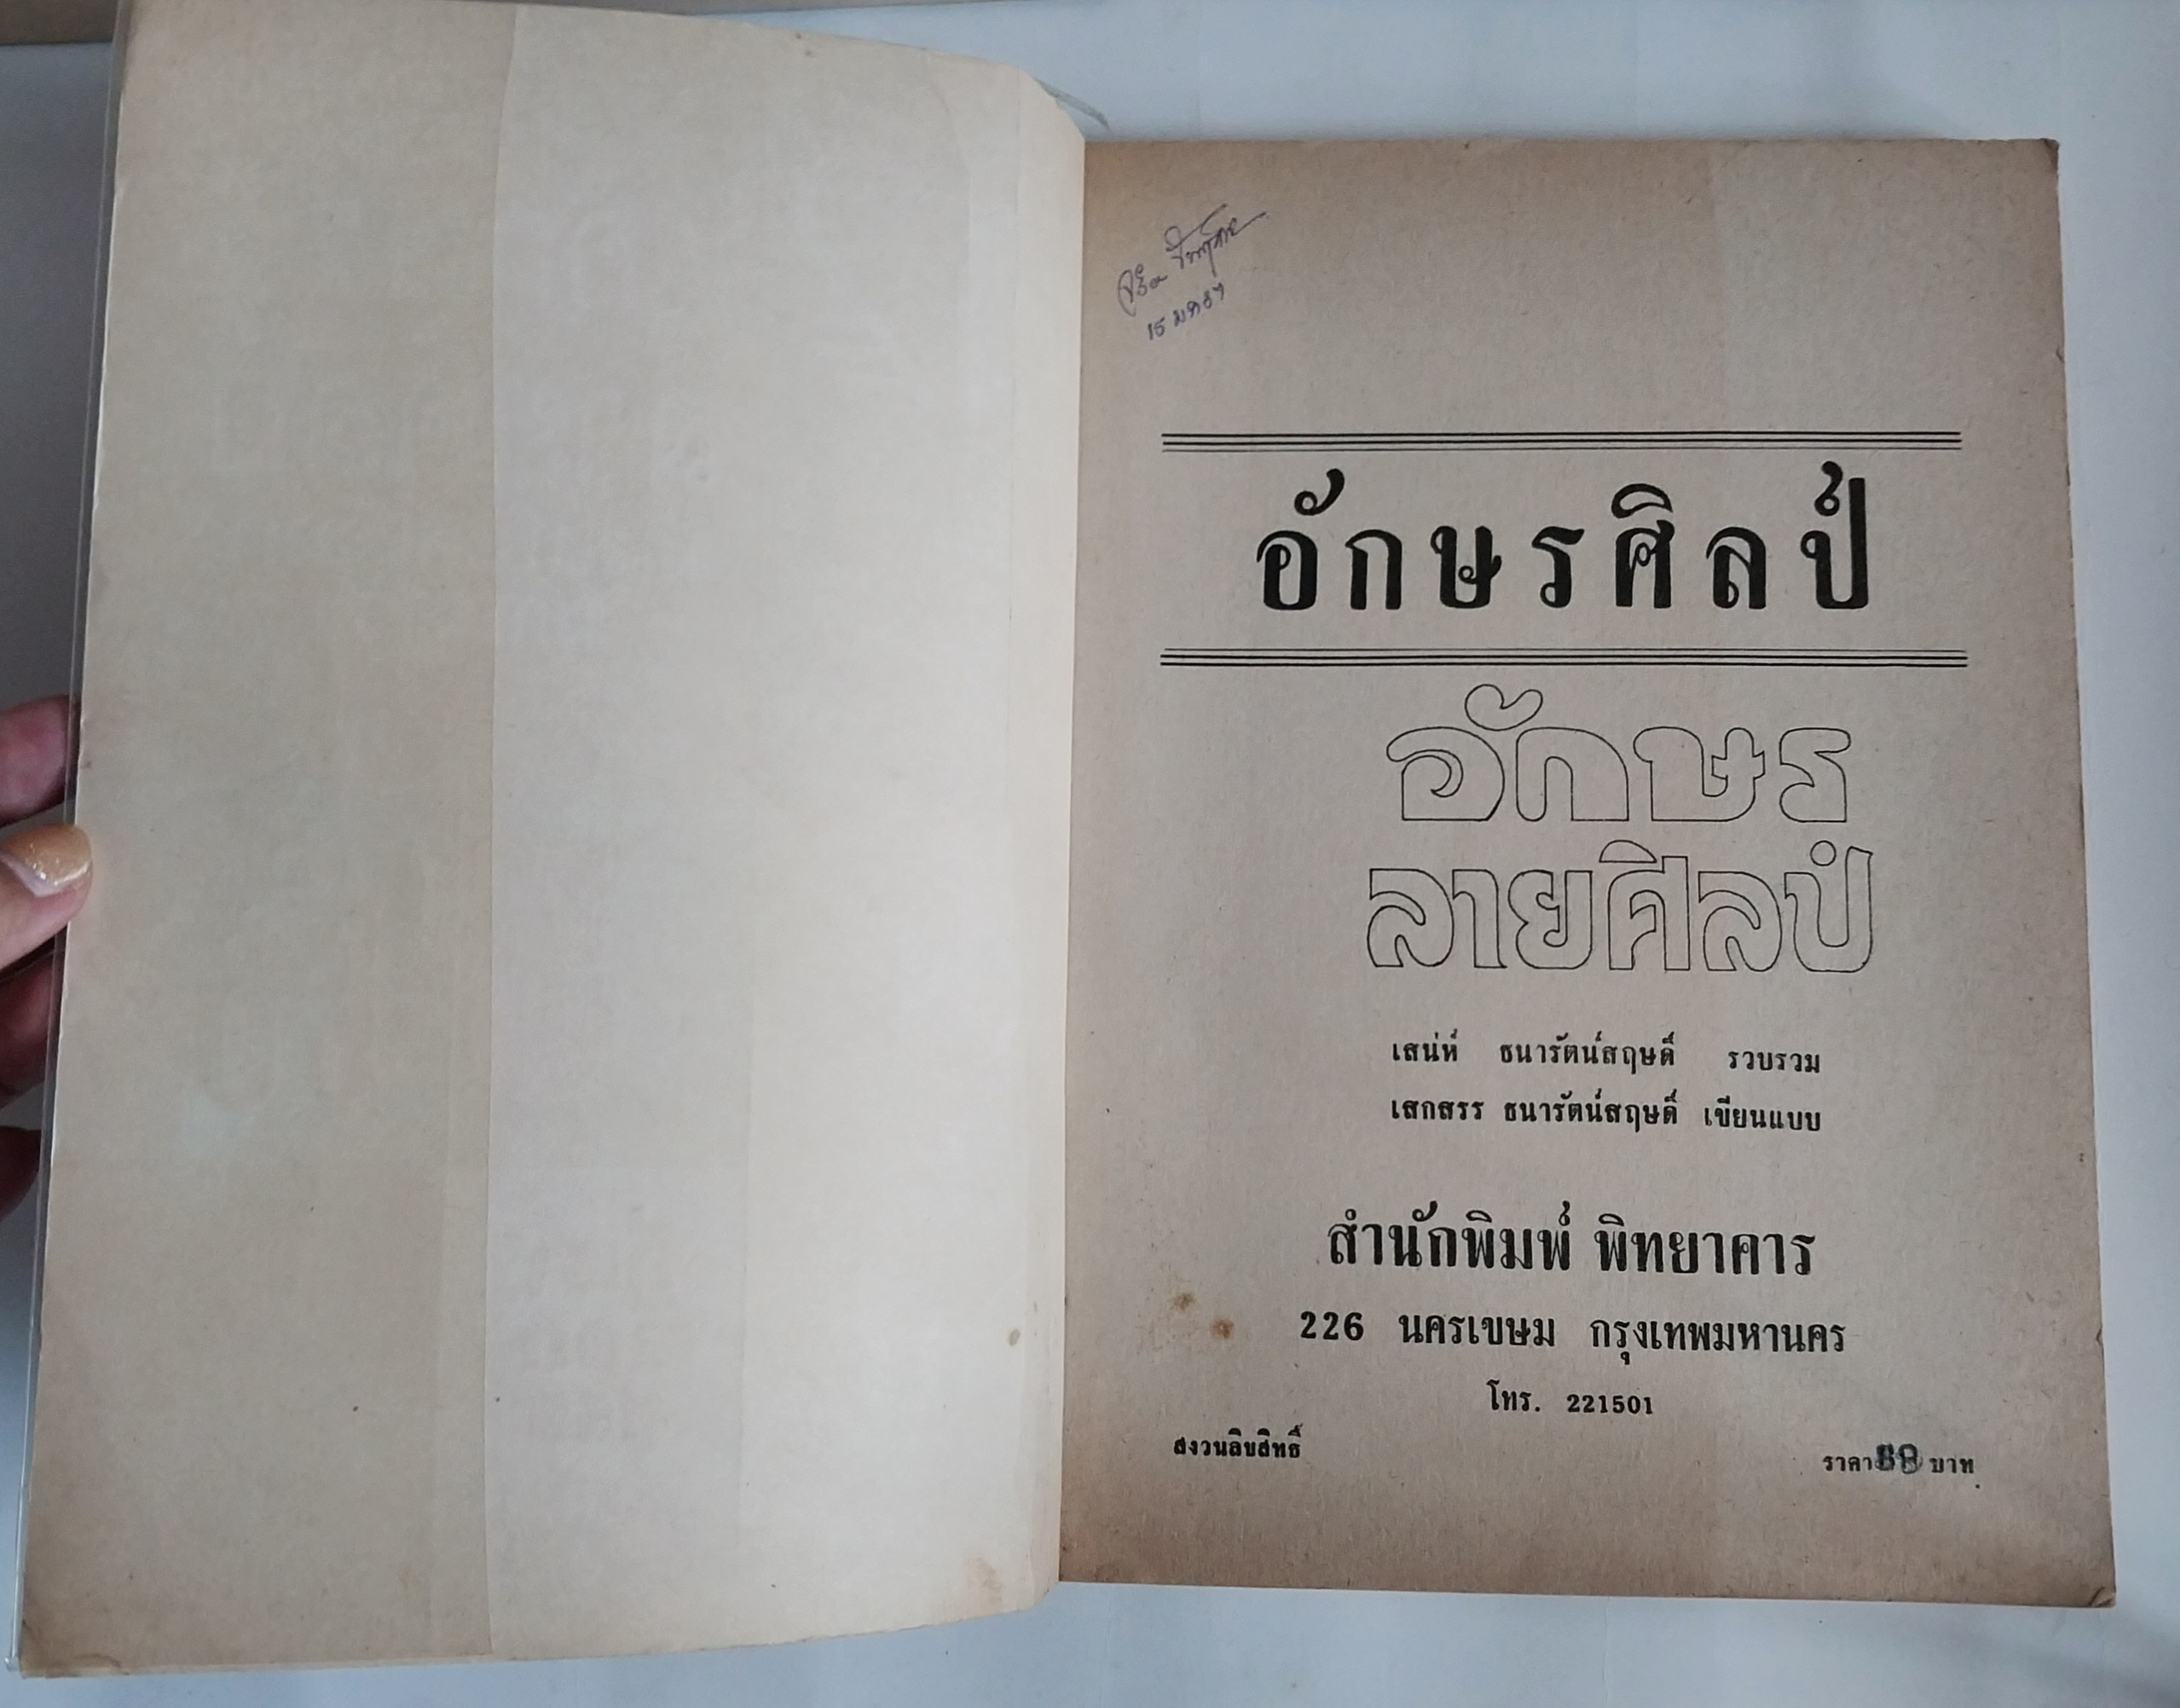 อักษรศิลป์
อักษร
ลายศิลป์
เสน่ห์ ธนารัตน์สฤษดิ์ รวบรวม
เสกสรร ธนารัตน์สฤษดิ์ เขียนแบบ
สำนักพิมพ์ พิทยาคาร
226 นครเขษม กรุงเทพมหานคร
โทร. 221501
สงวนลิขสิทธิ์
ราคา บาท